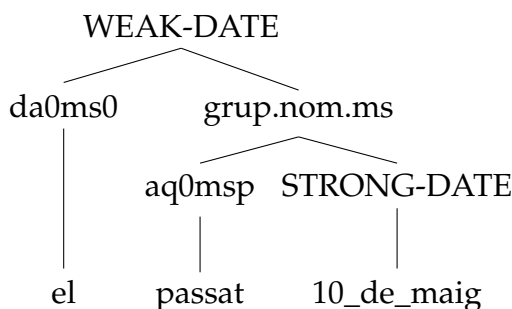 WEAK-DATE
da0ms0 grup.nom.ms
aq0msp STRONG-DATE
el passat 10_de_maig